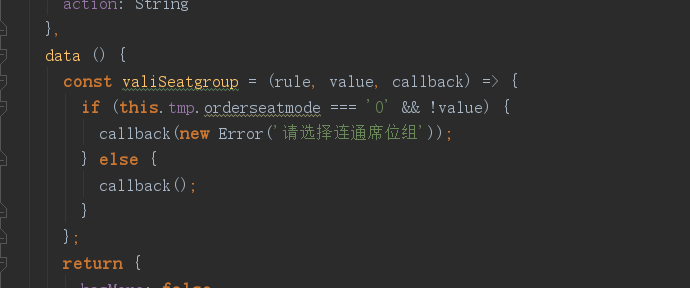 action: String
},
data () {
const valiSeatgroup = (rule, value, callback) => {
if (this.tmp.orderseatmode === '0' && !value) {
callback(new Error('请选择连通席位组'));
} else {
callback();
}
};
return {
false